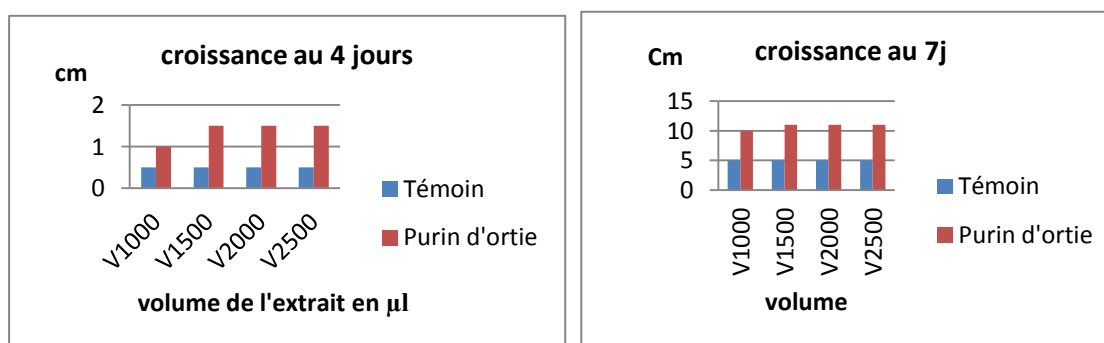 croissance au 4 jours
cm
2
1
0
V1000
V1500
V2000
V2500
Témoin
Purin d'ortie
volume de l'extrait en µl
croissance au 7j
Cm
15
10
5
0
V1000
V1500
V2000
V2500
Témoin
Purin d'ortie
volume